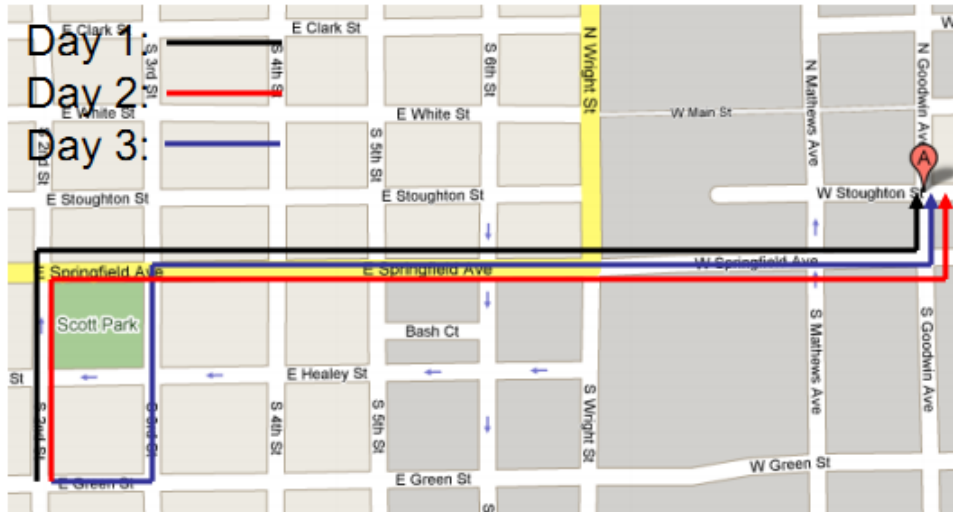 E Clark St
E Clark St
Day 1:
S 3rd St
S 4th St
S 6th St
N Wright St
N Mathews Ave
N Goodwin Ave
W
Day 2:
E White St
E White St
W Main St
Day 3:
S 2nd St
S 5th St
A
E Stoughton St
E Stoughton St
W Stoughton St
E Springfield Ave
E Springfield Ave
W Springfield Ave
Scott Park
Bash Ct
S Mathews Ave
S Goodwin Ave
St
E Healey St
S 2nd St
S 3rd St
S 4th St
S 5th St
S Wright St
E Green St
E Green St
W Green St
S